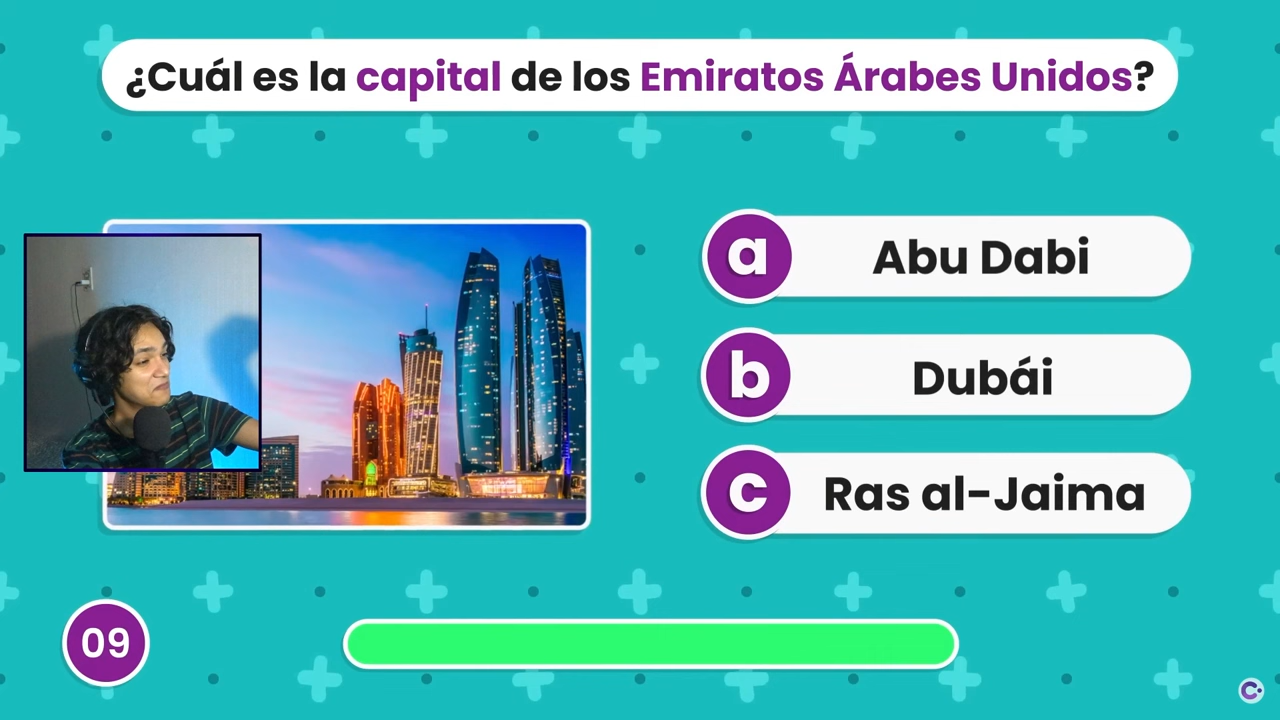 ¿Cuál es la capital de los Emiratos Árabes Unidos?
a Abu Dabi
b Dubái
c Ras al-Jaima
09